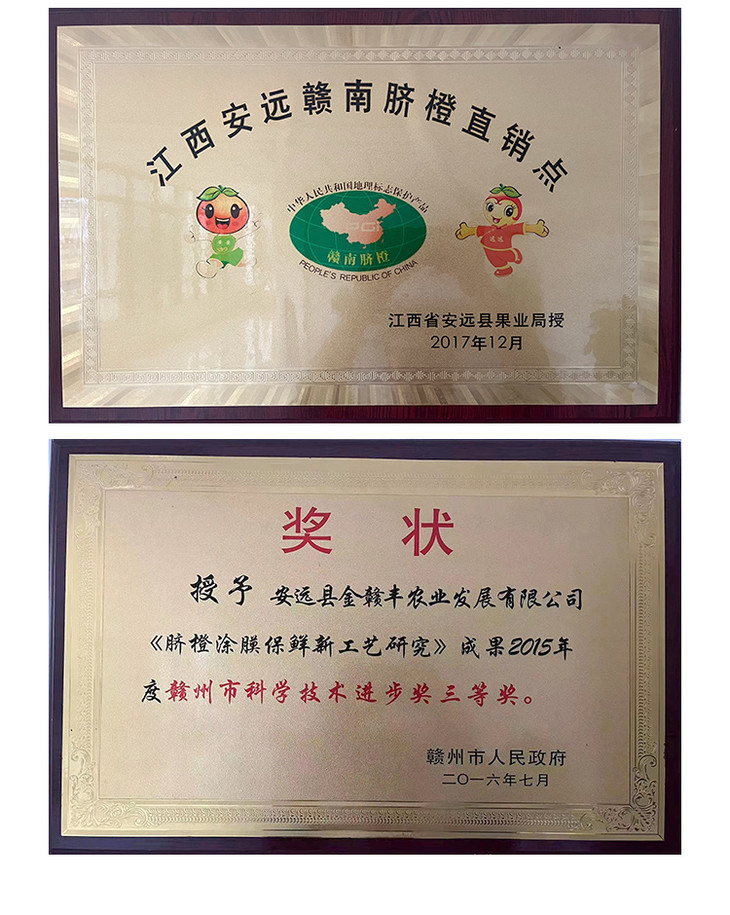 江西安远赣南脐橙直销点
中华人民共和国地理标志保护产品
PGI
赣南脐橙
PEOPLE'S REPUBLIC OF CHINA
江西省安远县果业局授
2017年12月
奖 状
授予 安远县金赣丰农业发展有限公司
《脐橙涂膜保鲜新工艺研究》成果2015年
度赣州市科学技术进步奖三等奖。
赣州市人民政府
二〇一六年七月